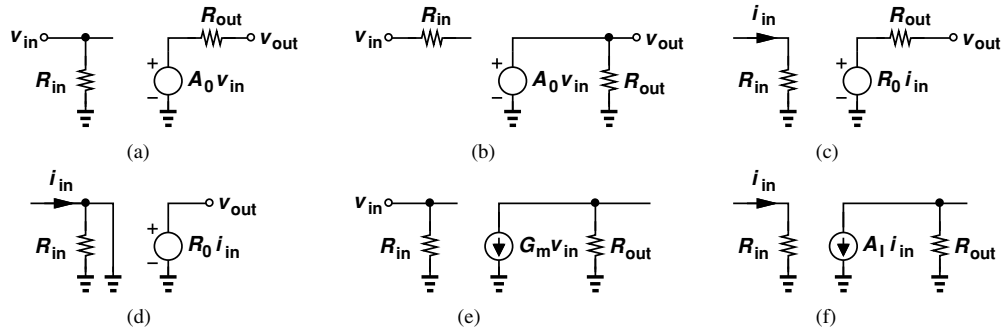 v_in R_out v_out R_in + − A_0 v_in
(a)
v_in R_in v_out + − A_0 v_in R_out
(b)
i_in R_out v_out R_in + − R_0 i_in
(c)
i_in v_out R_in + − R_0 i_in
(d)
v_in R_in G_m v_in R_out
(e)
i_in R_in A_I i_in R_out
(f)